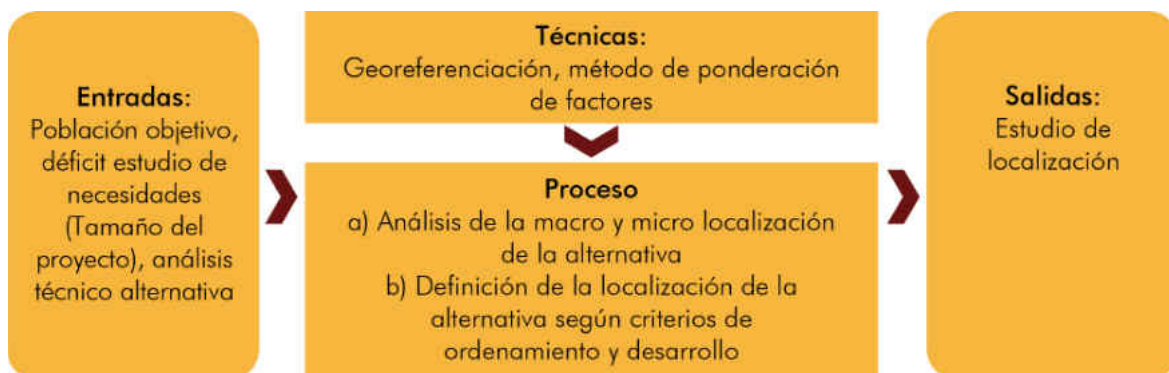 Entradas:
Población objetivo,
déficit estudio de
necesidades
(Tamaño del
proyecto), análisis
técnico alternativa
Técnicas:
Georeferenciación, método de ponderación
de factores
Proceso
a) Análisis de la macro y micro localización
de la alternativa
b) Definición de la localización de la
alternativa según criterios de
ordenamiento y desarrollo
Salidas:
Estudio de
localización